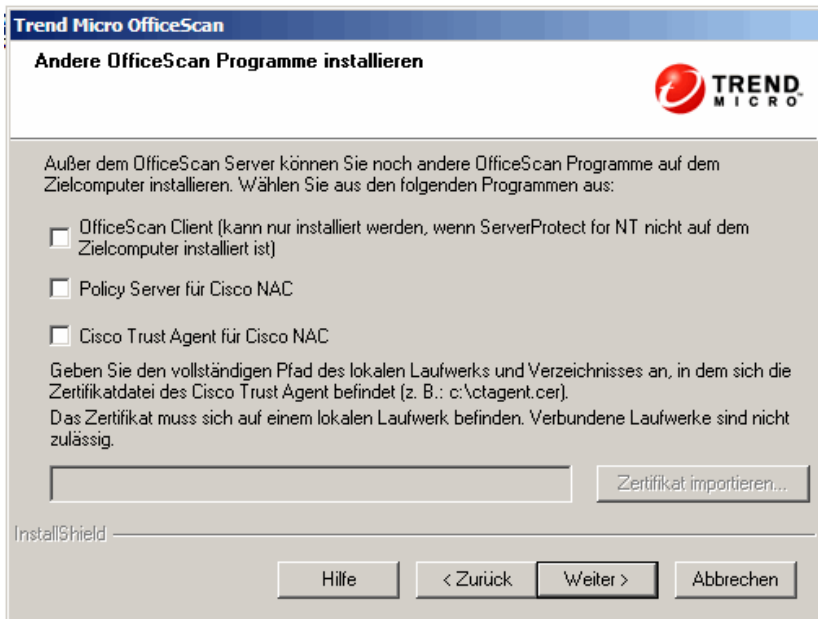 Trend Micro OfficeScan
Andere OfficeScan Programme installieren
TREND
MICRO™
Außer dem OfficeScan Server können Sie noch andere OfficeScan Programme auf dem
Zielcomputer installieren. Wählen Sie aus den folgenden Programmen aus:
OfficeScan Client (kann nur installiert werden, wenn ServerProtect for NT nicht auf dem
Zielcomputer installiert ist)
Policy Server für Cisco NAC
Cisco Trust Agent für Cisco NAC
Geben Sie den vollständigen Pfad des lokalen Laufwerks und Verzeichnisses an, in dem sich die
Zertifikatdatei des Cisco Trust Agent befindet (z. B.: c:\ctagent.cer).
Das Zertifikat muss sich auf einem lokalen Laufwerk befinden. Verbundene Laufwerke sind nicht
zulässig.
Zertifikat importieren...
InstallShield
Hilfe
< Zurück
Weiter >
Abbrechen